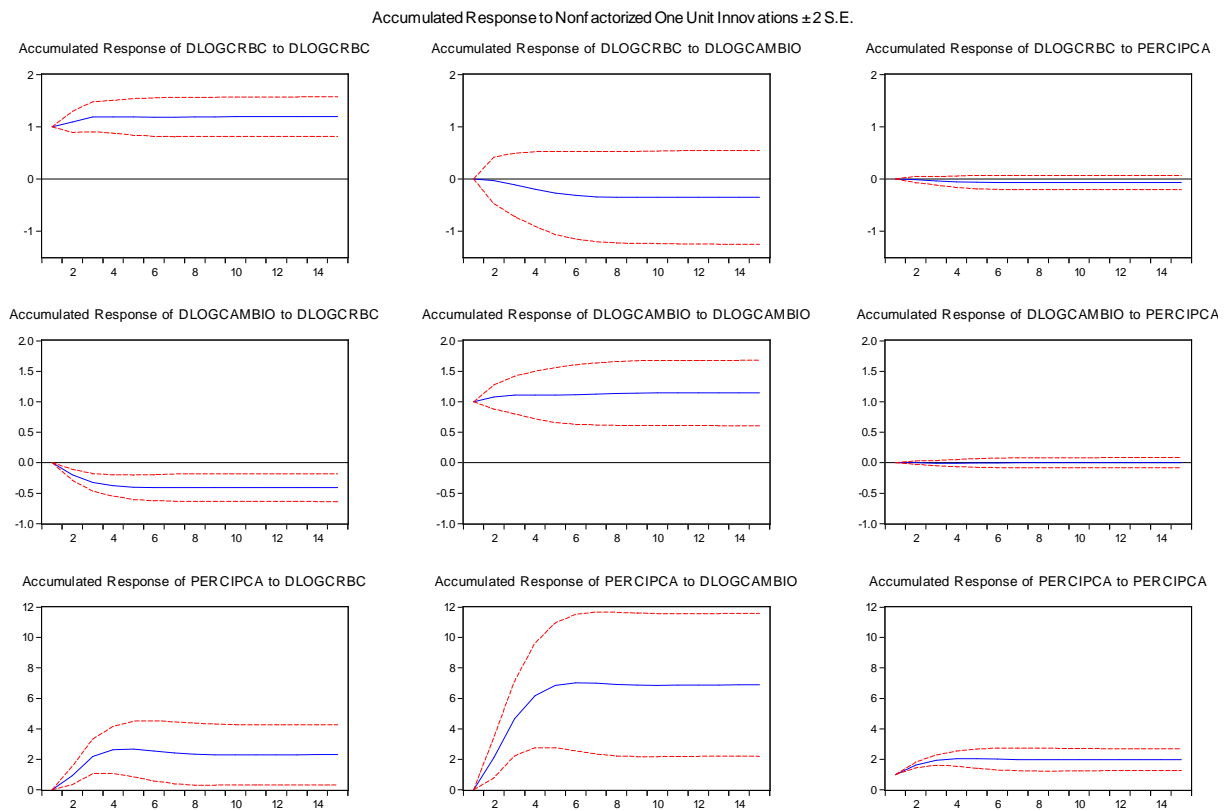 Accumulated Response to Nonfactorized One Unit Innovations ± 2 S.E.
Accumulated Response of DLOGCRBC to DLOGCRBC
Accumulated Response of DLOGCRBC to DLOGCAMBIO
Accumulated Response of DLOGCRBC to PERCIPCA
2
1
0
-1
2 4 6 8 10 12 14
2
1
0
-1
2 4 6 8 10 12 14
2
1
0
-1
2 4 6 8 10 12 14
Accumulated Response of DLOGCAMBIO to DLOGCRBC
Accumulated Response of DLOGCAMBIO to DLOGCAMBIO
Accumulated Response of DLOGCAMBIO to PERCIPCA
2.0
1.5
1.0
0.5
0.0
-0.5
-1.0
2 4 6 8 10 12 14
2.0
1.5
1.0
0.5
0.0
-0.5
-1.0
2 4 6 8 10 12 14
2.0
1.5
1.0
0.5
0.0
-0.5
-1.0
2 4 6 8 10 12 14
Accumulated Response of PERCIPCA to DLOGCRBC
Accumulated Response of PERCIPCA to DLOGCAMBIO
Accumulated Response of PERCIPCA to PERCIPCA
12
10
8
6
4
2
0
2 4 6 8 10 12 14
12
10
8
6
4
2
0
2 4 6 8 10 12 14
12
10
8
6
4
2
0
2 4 6 8 10 12 14